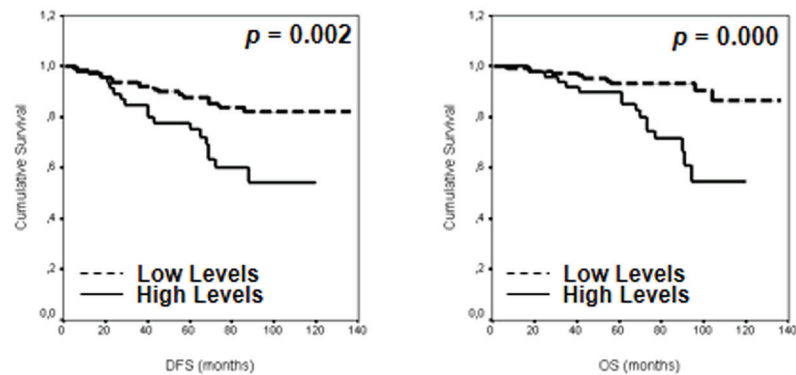 p = 0.002
1,2
1,0
,8
,6
,4
,2
0,0
Cumulative Survival
Low Levels
High Levels
0 20 40 60 80 100 120 140
DFS (months)
p = 0.000
1,2
1,0
,8
,6
,4
,2
0,0
Cumulative Survival
Low Levels
High Levels
0 20 40 60 80 100 120 140
OS (months)